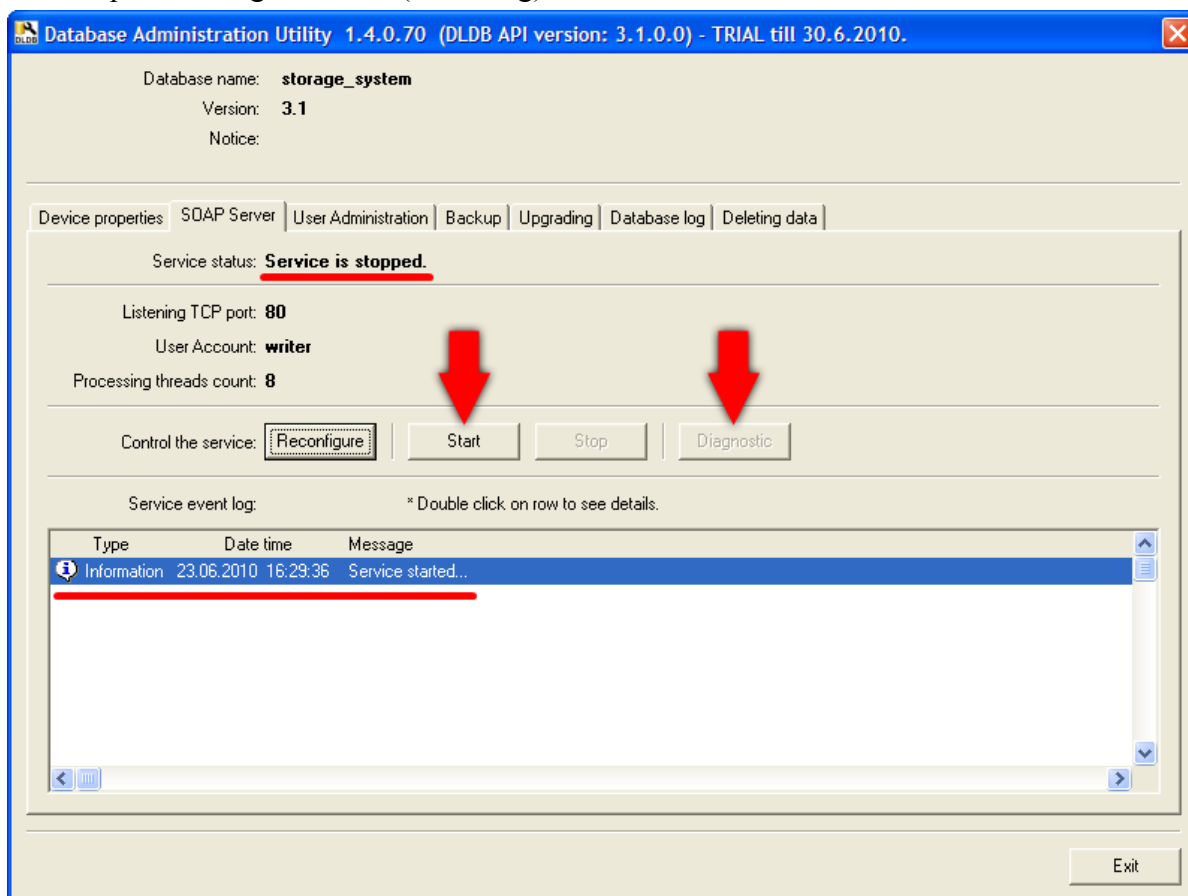 Database Administration Utility 1.4.0.70 (DLDB API version: 3.1.0.0) - TRIAL till 30.6.2010.
Database name: storage_system
Version: 3.1
Notice:
Device properties SOAP Server User Administration Backup Upgrading Database log Deleting data
Service status: Service is stopped.
Listening TCP port: 80
User Account: writer
Processing threads count: 8
Control the service: Reconfigure Start Stop Diagnostic
Service event log: * Double click on row to see details.
Type Date time Message
Information 23.06.2010 16:29:36 Service started...
Exit